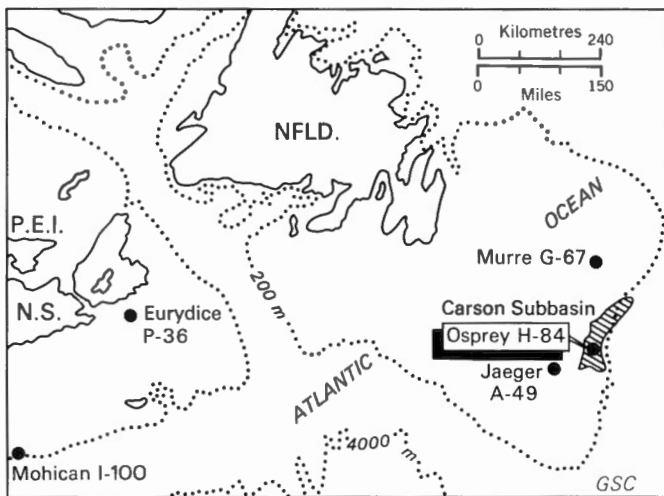 Kilometres
0 240
0 150
Miles
NFLD.
OCEAN
P.E.I.
Murre G-67
200 m
N.S.
Eurydice
P-36
Carson Subbasin
Osprey H-84
Jaeger
A-49
ATLANTIC
4000 m
Mohican I-100
GSC